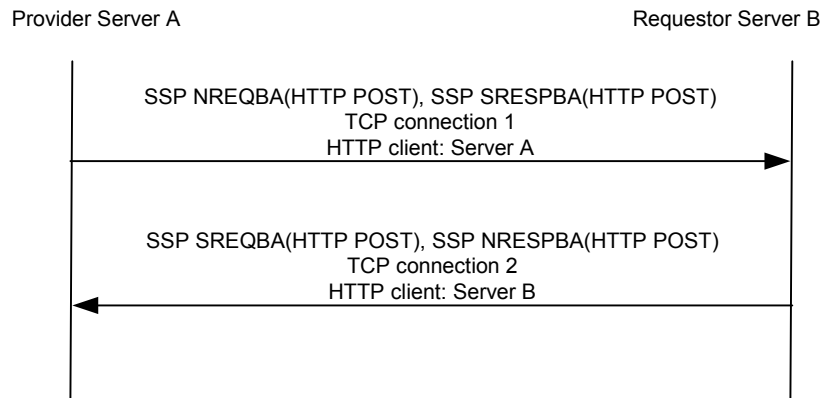 Provider Server A
Requestor Server B
SSP NREQBA(HTTP POST), SSP SRESPBA(HTTP POST)
TCP connection 1
HTTP client: Server A
SSP SREQBA(HTTP POST), SSP NRESPBA(HTTP POST)
TCP connection 2
HTTP client: Server B